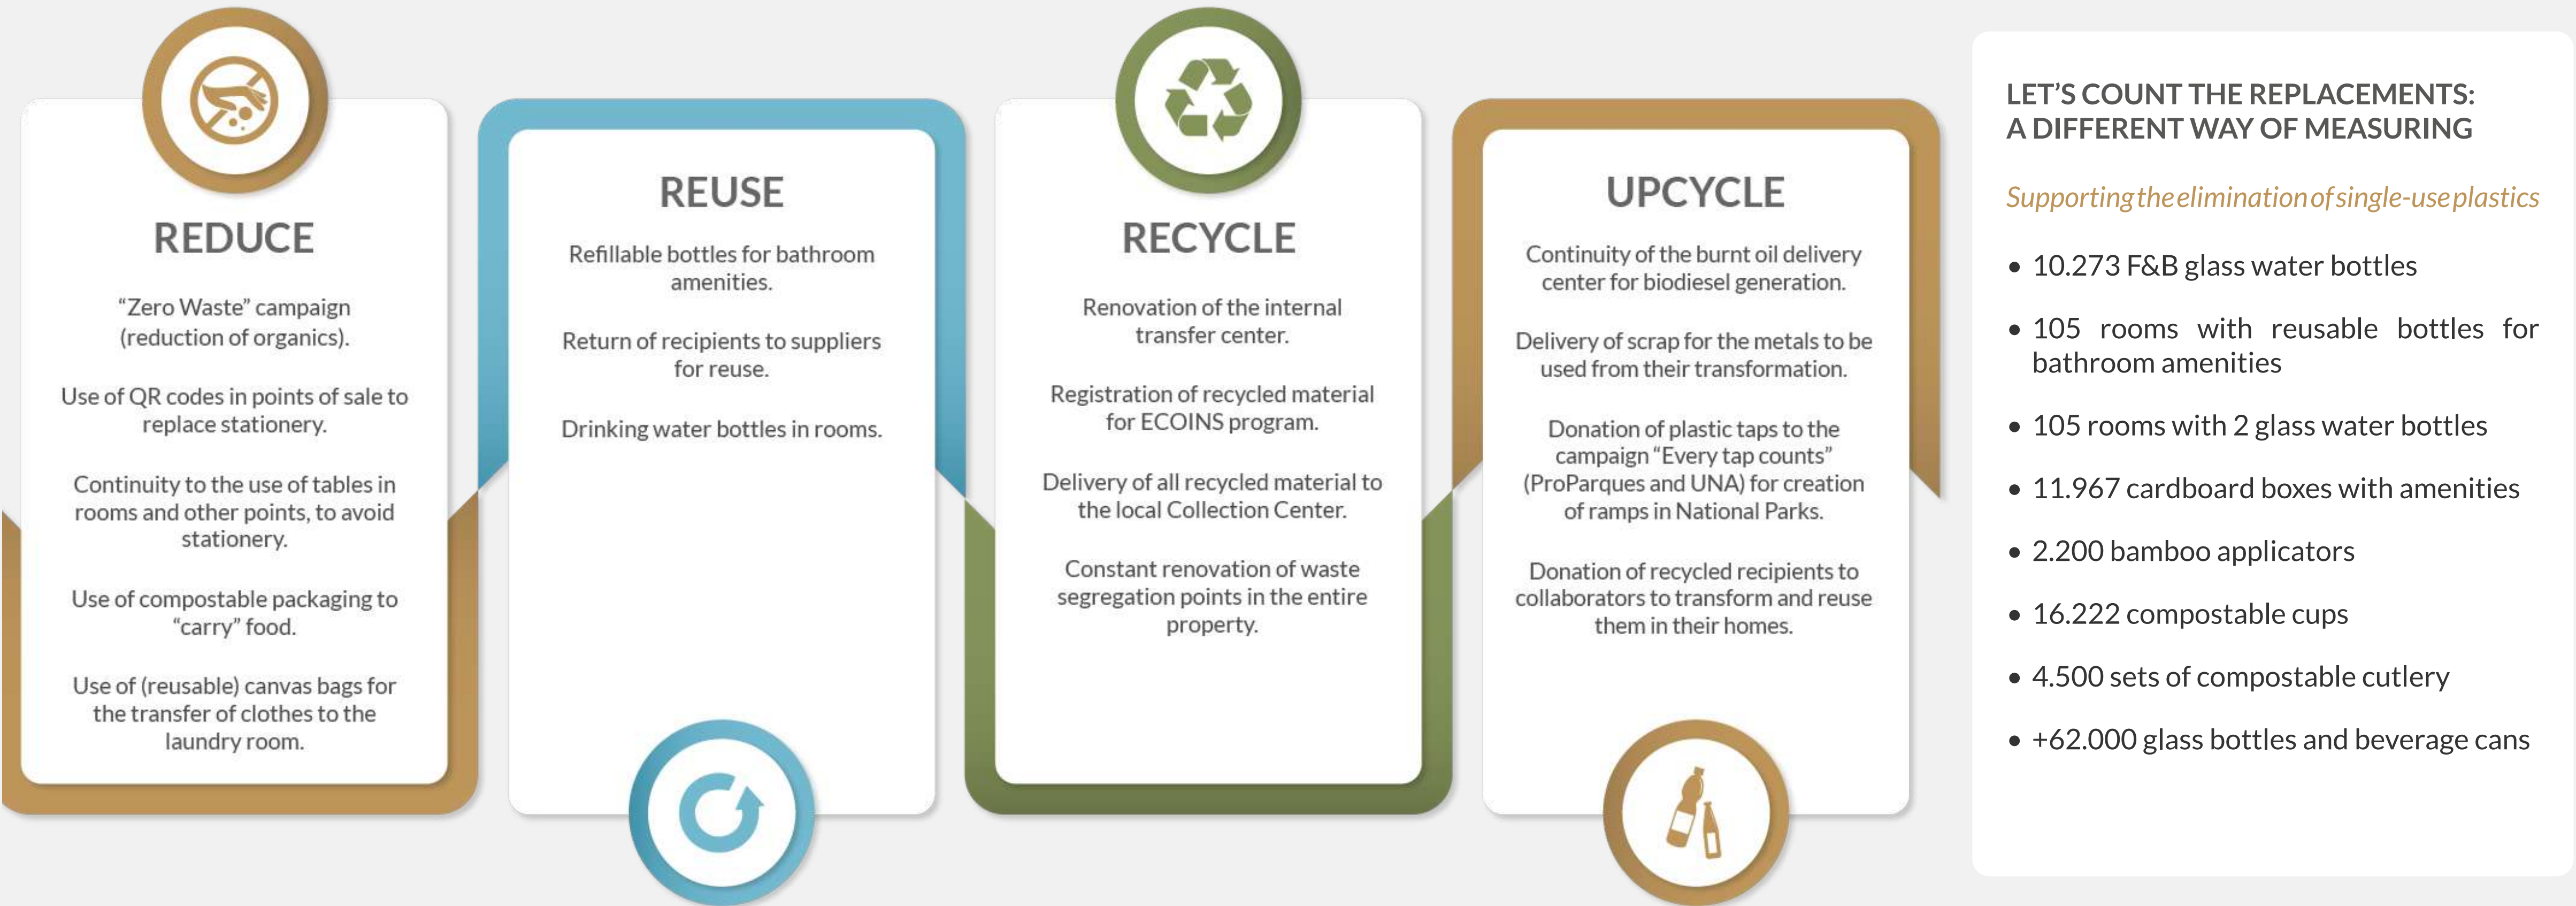 REDUCE
“Zero Waste” campaign
(reduction of organics).
Use of QR codes in points of sale to
replace stationery.
Continuity to the use of tables in
rooms and other points, to avoid
stationery.
Use of compostable packaging to
“carry” food.
Use of (reusable) canvas bags for
the transfer of clothes to the
laundry room.
REUSE
Refillable bottles for bathroom
amenities.
Return of recipients to suppliers
for reuse.
Drinking water bottles in rooms.
RECYCLE
Renovation of the internal
transfer center.
Registration of recycled material
for ECOINS program.
Delivery of all recycled material to
the local Collection Center.
Constant renovation of waste
segregation points in the entire
property.
UPCYCLE
Continuity of the burnt oil delivery
center for biodiesel generation.
Delivery of scrap for the metals to be
used from their transformation.
Donation of plastic taps to the
campaign “Every tap counts”
(ProParques and UNA) for creation
of ramps in National Parks.
Donation of recycled recipients to
collaborators to transform and reuse
them in their homes.
LET’S COUNT THE REPLACEMENTS:
A DIFFERENT WAY OF MEASURING
Supporting the elimination of single-use plastics
• 10.273 F&B glass water bottles
• 105 rooms with reusable bottles for
bathroom amenities
• 105 rooms with 2 glass water bottles
• 11.967 cardboard boxes with amenities
• 2.200 bamboo applicators
• 16.222 compostable cups
• 4.500 sets of compostable cutlery
• +62.000 glass bottles and beverage cans